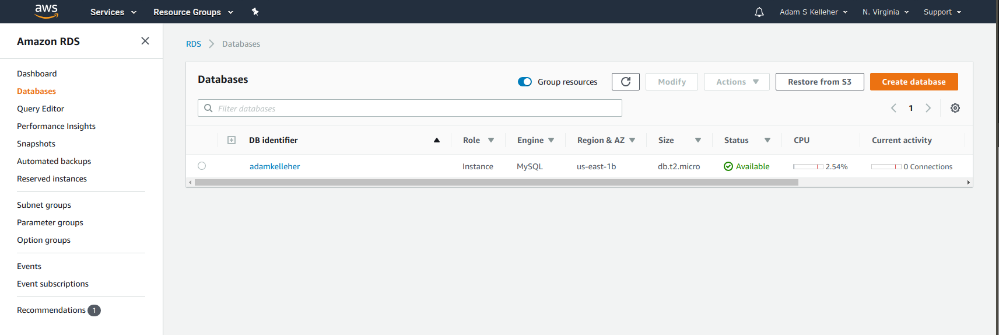 aws Services Resource Groups Adam S Kelleher N. Virginia Support
Amazon RDS
Dashboard
Databases
Query Editor
Performance Insights
Snapshots
Automated backups
Reserved instances
Subnet groups
Parameter groups
Option groups
Events
Event subscriptions
Recommendations 1
RDS Databases
Databases Group resources Modify Actions Restore from S3 Create database
Filter databases 1
DB identifier Role Engine Region & AZ Size Status CPU Current activity
adamkelleher Instance MySQL us-east-1b db.t2.micro Available 2.54% 0 Connections